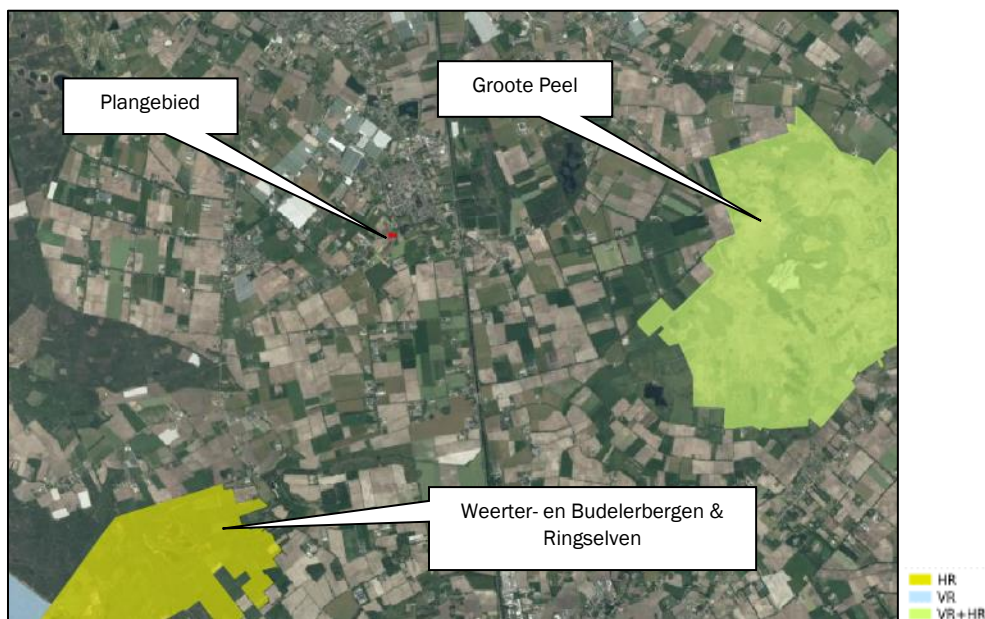 Plangebied
Groote Peel
Weerter- en Budelerbergen &
Ringselven
HR
VR
VR+HR